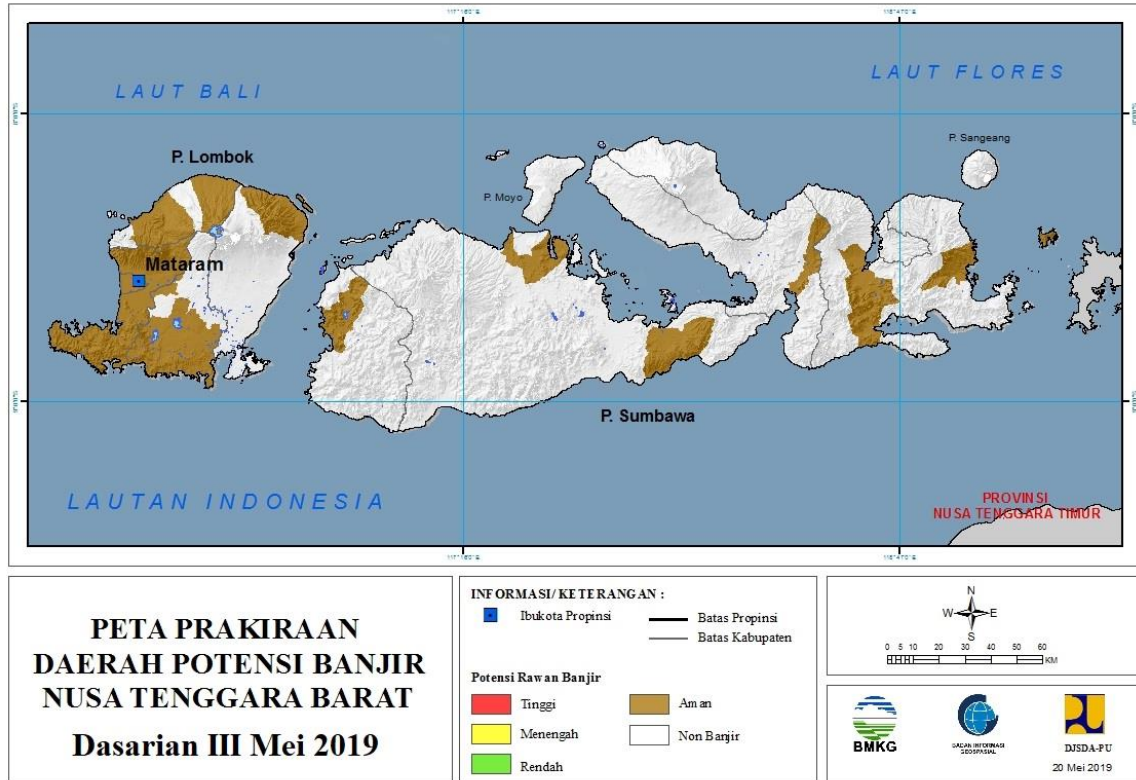 LAUT BALI
LAUT FLORES
P. Sangeang
P. Lombok
P. Moyo
Mataram
P. Sumbawa
LAUTAN INDONESIA
PROVINSI
NUSA TENGGARA TIMUR
PETA PRAKIRAAN
DAERAH POTENSI BANJIR
NUSA TENGGARA BARAT
Dasarian III Mei 2019
INFORMASI/KETERANGAN :
Ibukota Propinsi
Batas Propinsi
Batas Kabupaten
Potensi Rawan Banjir
Tinggi
Aman
Menengah
Non Banjir
Rendah
N
W E
S
0 5 10 20 30 40 50 60
KM
BMKG
BADAN INFORMASI
GEOSPASIAL
DJSDA-PU
20 Mei 2019